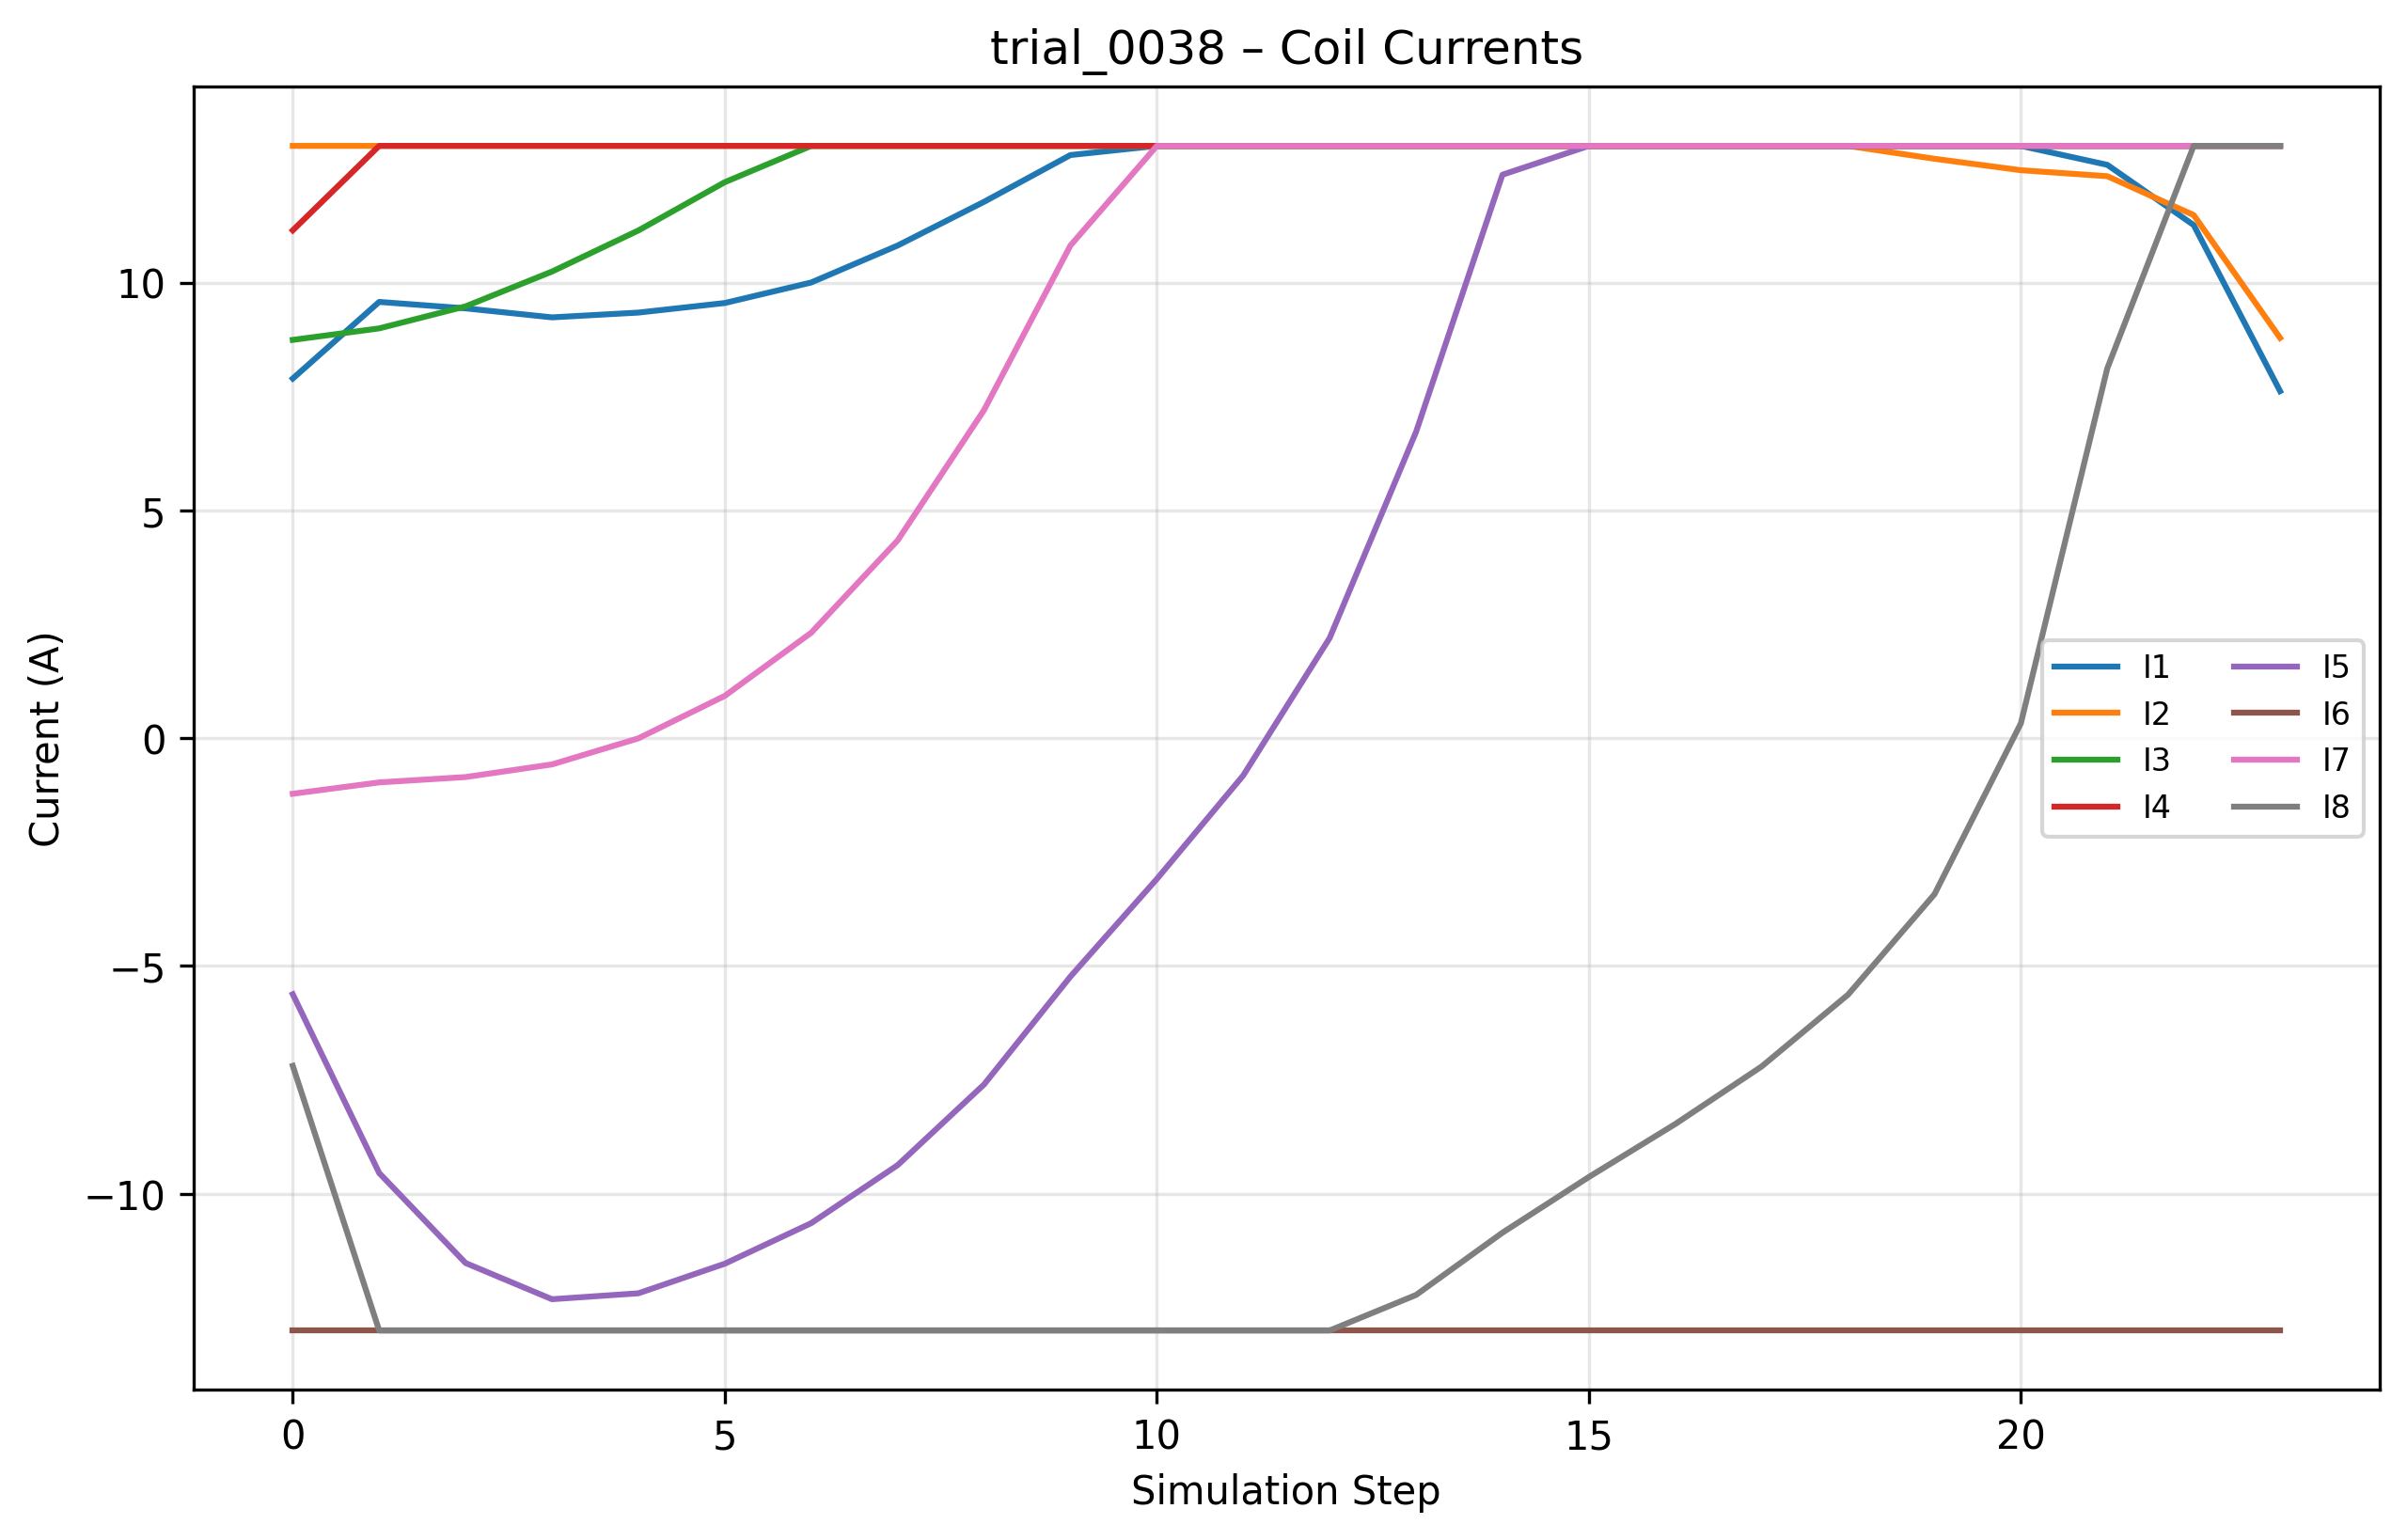 trial_0038 – Coil Currents
Current (A)
10
5
0
−5
−10
I1
I2
I3
I4
I5
I6
I7
I8
0
5
10
15
20
Simulation Step